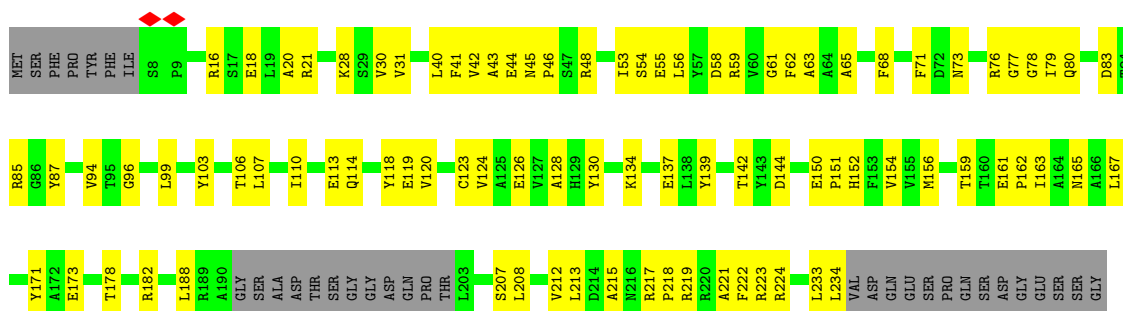 MET SER PHE PRO TYR PHE ILE S8 P9 R16 S17 E18 L19 A20 R21 K28 S29 V30 V31 L40 F41 V42 A43 E44 N45 P46 S47 R48 I53 S54 E55 L56 Y57 D58 R59 V60 G61 F62 A63 A64 A65 F68 F71 D72 N73 R76 G77 G78 I79 Q80 D83
R85 G86 Y87 V94 T95 G96 L99 Y103 T106 L107 I110 E113 Q114 Y118 E119 V120 C123 V124 A125 E126 V127 A128 H129 Y130 K134 E137 L138 Y139 T142 Y143 D144 E150 P151 H152 F153 V154 V155 M156 T159 T160 E161 P162 I163 A164 N165 A166 L167
Y171 A172 E173 T178 R182 L188 R189 A190 GLY SER ALA ASP THR SER GLY GLY ASP GLN PRO THR L203 S207 L208 V212 L213 D214 A215 N216 R217 P218 R219 R220 A221 F222 R223 R224 L233 L234 VAL ASP GLN GLU SER PRO GLN SER ASP GLY GLU SER SER GLY